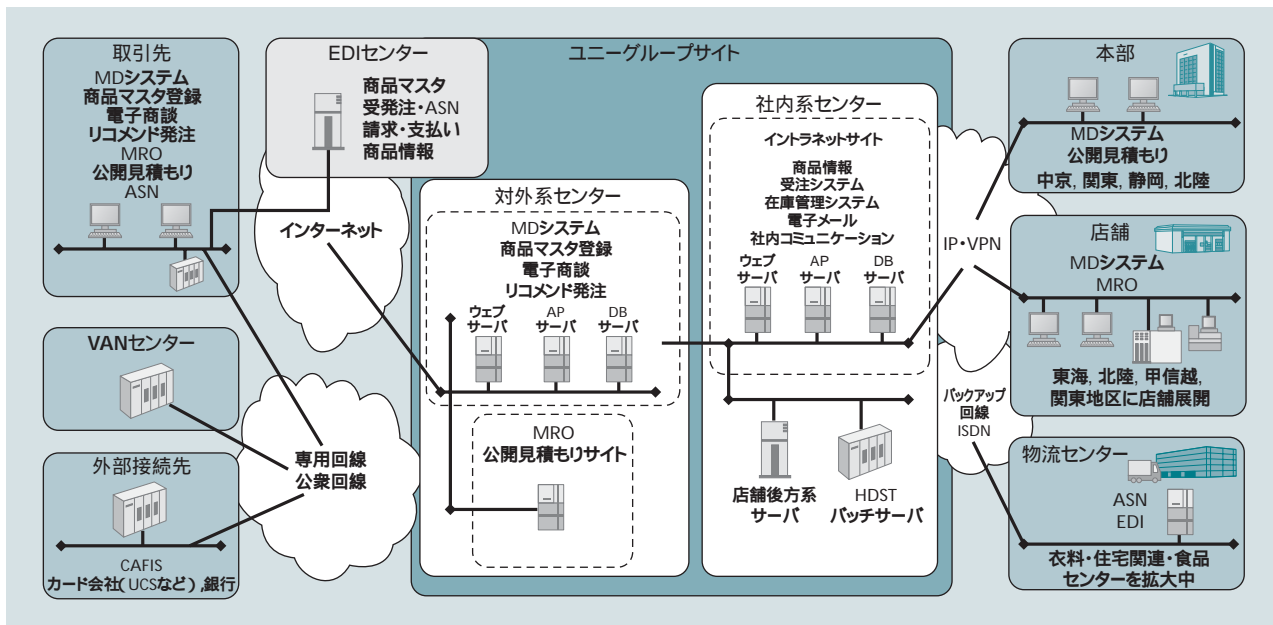 取引先
MDシステム
商品マスタ登録
電子商談
リコメンド発注
MRO
公開見積もり
ASN
VANセンター
外部接続先
CAFIS
カード会社(UCSなど),銀行
EDIセンター
商品マスタ
受発注・ASN
請求・支払い
商品情報
インターネット
専用回線
公衆回線
ユニーグループサイト
対外系センター
MDシステム
商品マスタ登録
電子商談
リコメンド発注
ウェブ
サーバ
AP
サーバ
DB
サーバ
MRO
公開見積もりサイト
社内系センター
イントラネットサイト
商品情報
受注システム
在庫管理システム
電子メール
社内コミュニケーション
ウェブ
サーバ
AP
サーバ
DB
サーバ
店舗後方系
サーバ
HDST
バッチサーバ
IP・VPN
バックアップ
回線
ISDN
本部
MDシステム
公開見積もり
中京, 関東, 静岡, 北陸
店舗
MDシステム
MRO
東海, 北陸, 甲信越,
関東地区に店舗展開
物流センター
ASN
EDI
衣料・住宅関連・食品
センターを拡大中